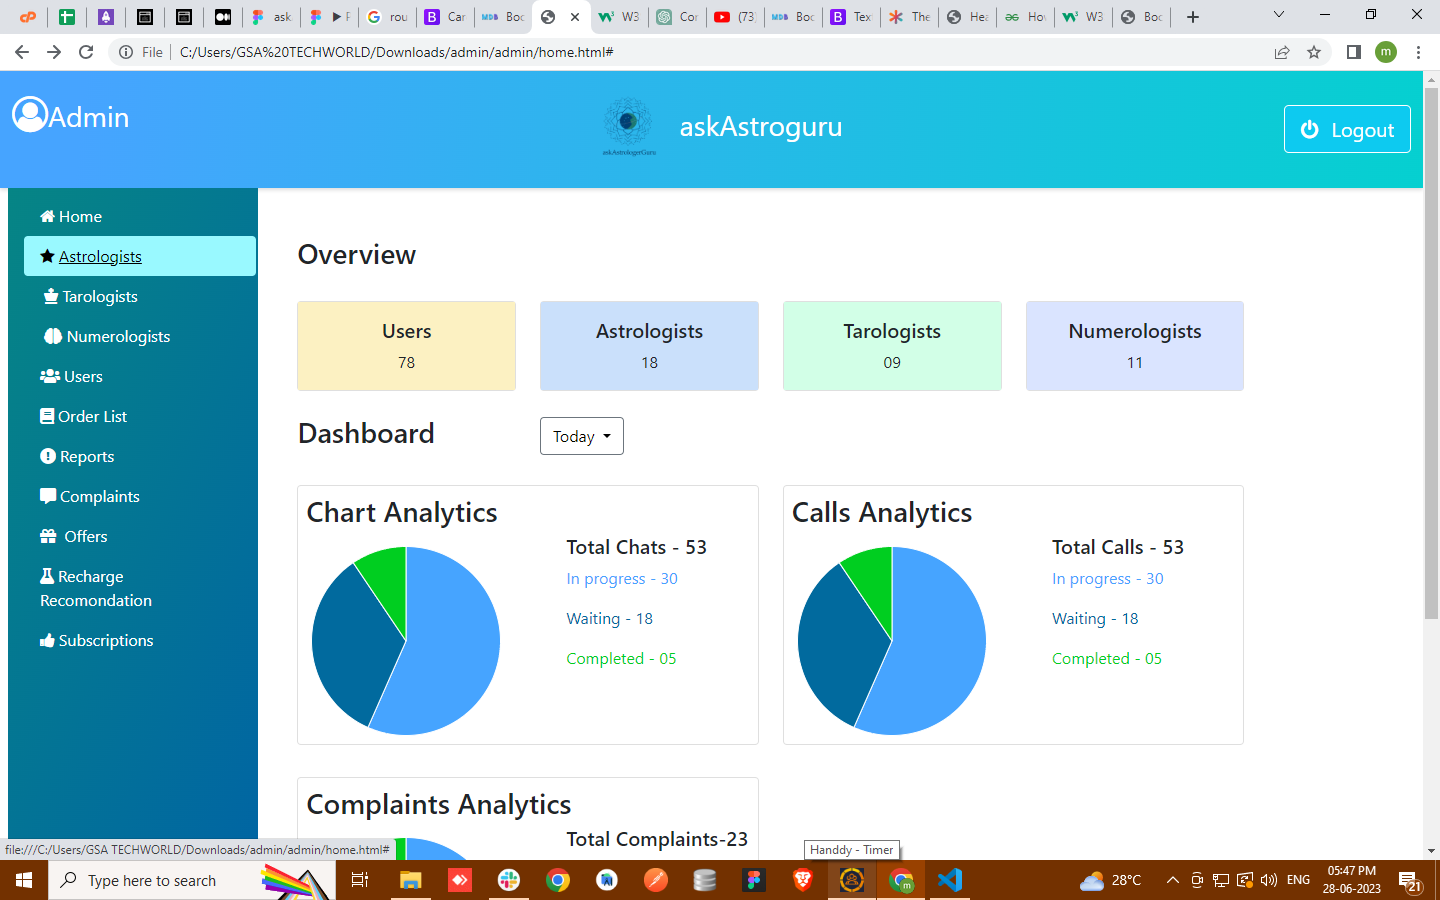 ask
P
rou
Car
Boo
W3
Cor
(73)
Boo
Tex
The
Hea
Hov
W3
Boo
File
C:/Users/GSA%20TECHWORLD/Downloads/admin/admin/home.html#
m
Admin
askAstrologerGuru
askAstroguru
Logout
Home
Astrologists
Tarologists
Numerologists
Users
Order List
Reports
Complaints
Offers
Recharge
Recomondation
Subscriptions
Overview
Users
78
Astrologists
18
Tarologists
09
Numerologists
11
Dashboard
Today
Chart Analytics
Total Chats - 53
In progress - 30
Waiting - 18
Completed - 05
Calls Analytics
Total Calls - 53
In progress - 30
Waiting - 18
Completed - 05
Complaints Analytics
Total Complaints-23
file:///C:/Users/GSA TECHWORLD/Downloads/admin/admin/home.html#
Handdy - Timer
Type here to search
28°C
ENG
05:47 PM
28-06-2023
21